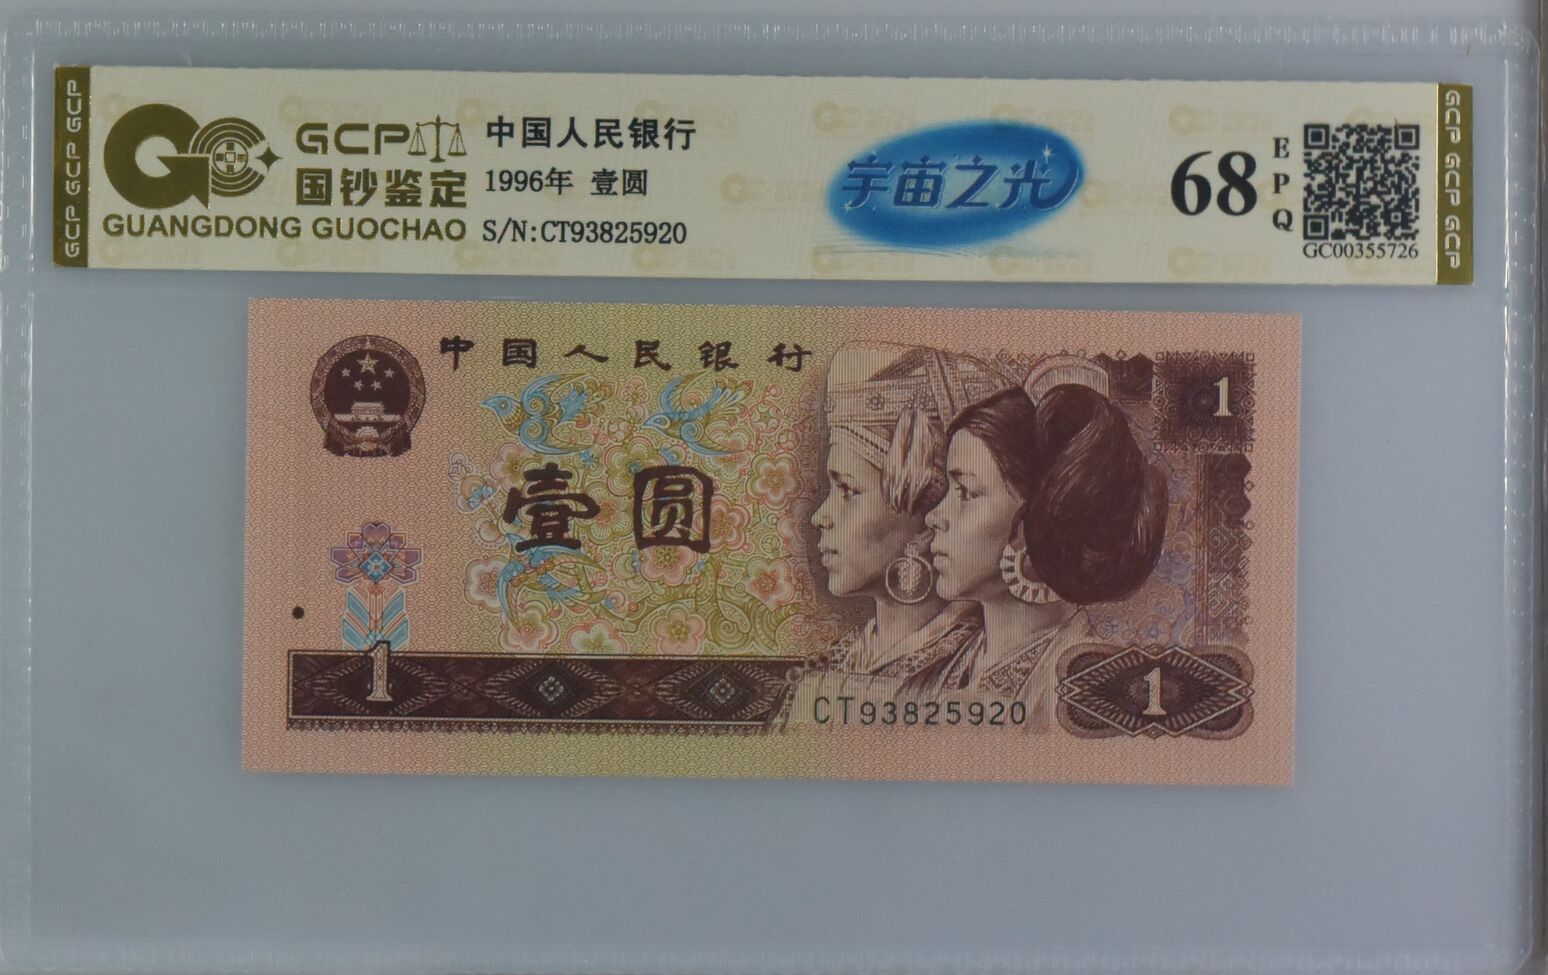 GCP GCP GCP
GCP
国钞鉴定
GUANGDONG GUOCHAO
中国人民银行
1996年 壹圆
S/N:CT93825920
宇宙之光
68
EPQ
GC00355726
GCP GCP GCP
中国人民银行
1
壹圆
1
CT93825920
1